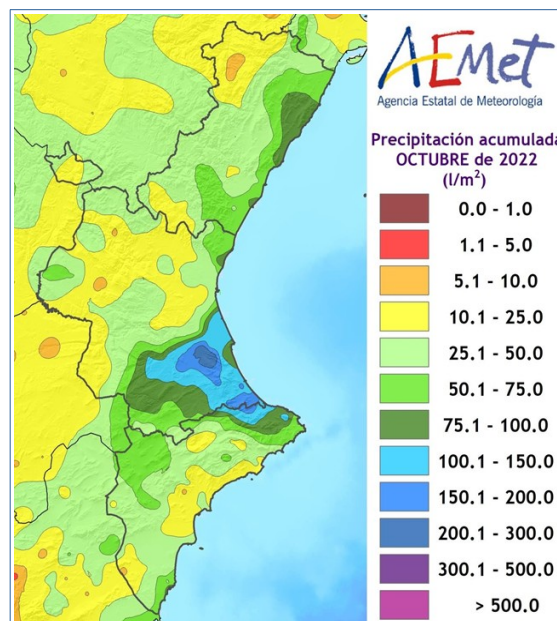 AEMet
Agencia Estatal de Meteorología
Precipitación acumulada
OCTUBRE de 2022
(l/m²)
0.0 - 1.0
1.1 - 5.0
5.1 - 10.0
10.1 - 25.0
25.1 - 50.0
50.1 - 75.0
75.1 - 100.0
100.1 - 150.0
150.1 - 200.0
200.1 - 300.0
300.1 - 500.0
> 500.0